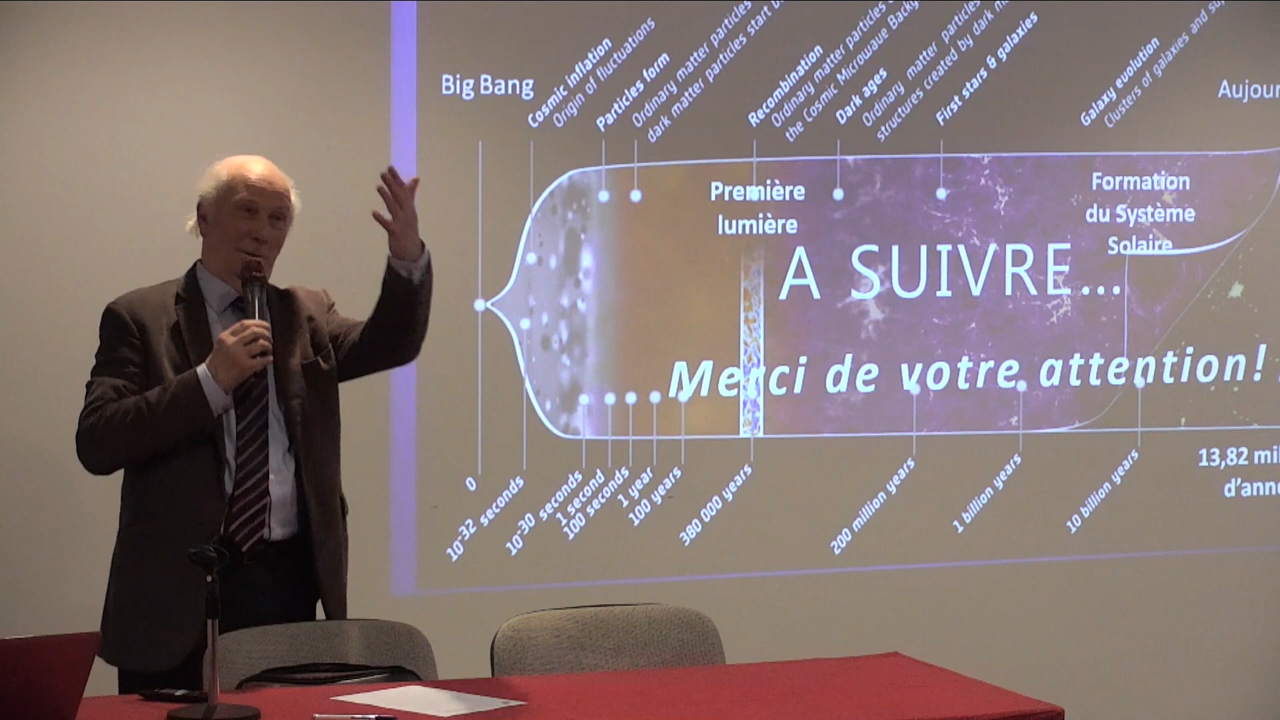 Big Bang
Cosmic inflation
Origin of fluctuations
Particles form
Ordinary matter particles
dark matter particles start
Recombination
Ordinary matter particles
the Cosmic Microwave
Dark ages
Ordinary matter particles
structures created by dark
First stars & galaxies
Galaxy evolution
Clusters of galaxies and
Première
lumière
Formation
du Système
Solaire
A SUIVRE...
Merci de votre attention!
0
10-32 seconds
10-30 seconds
1 second
100 seconds
1 year
100 years
380 000 years
200 million years
1 billion years
10 billion years
13,82